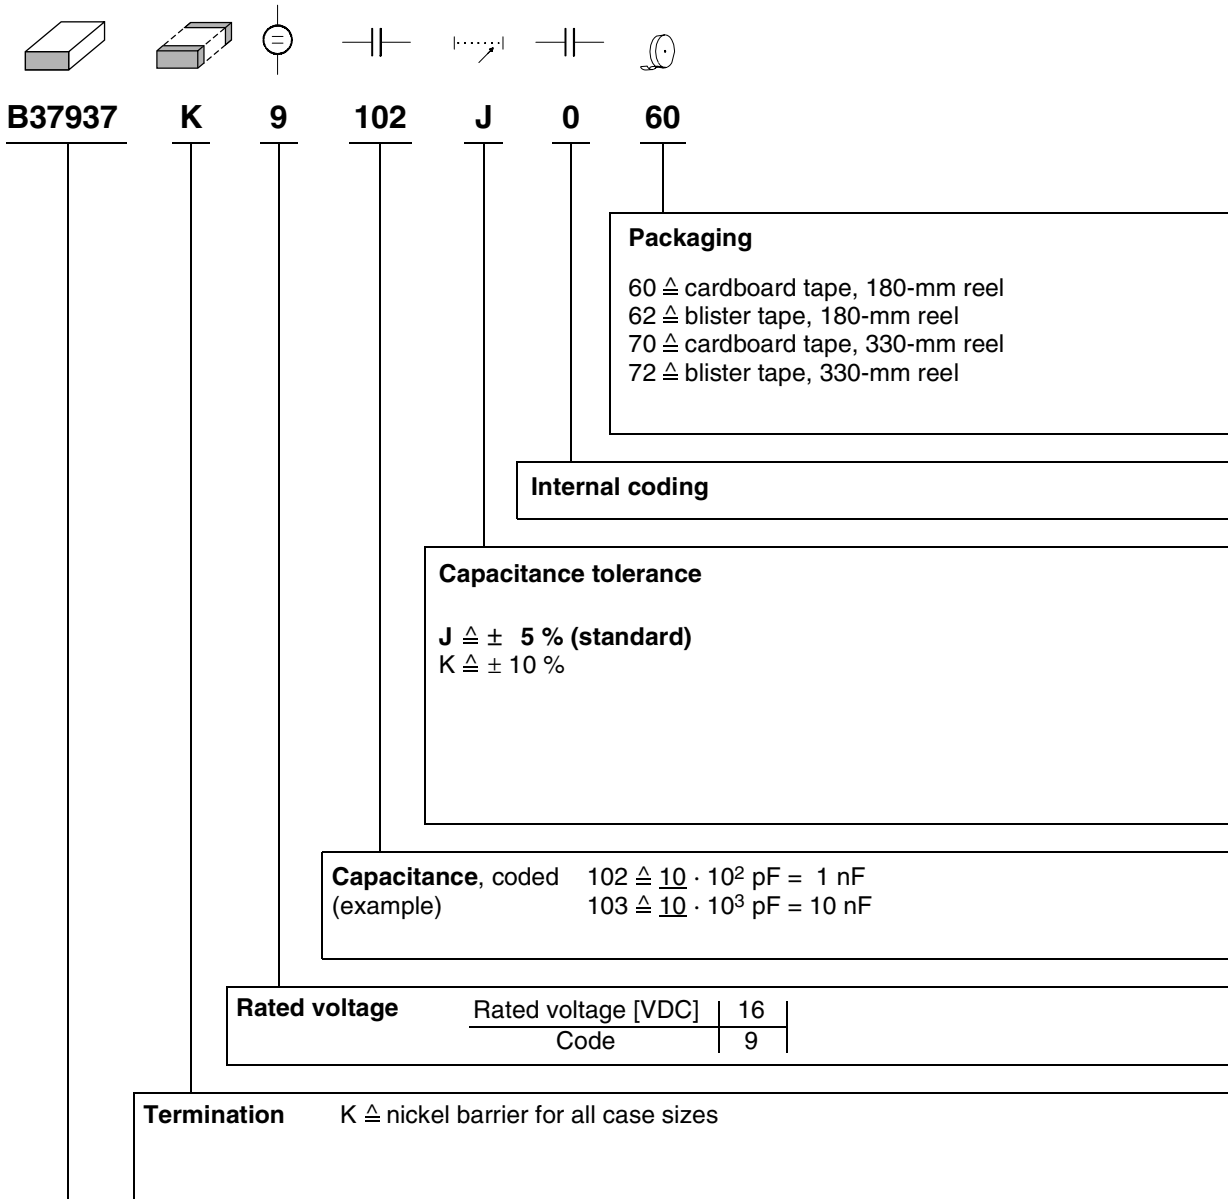 B37937 K 9 102 J 0 60
Packaging
60 ≙ cardboard tape, 180-mm reel
62 ≙ blister tape, 180-mm reel
70 ≙ cardboard tape, 330-mm reel
72 ≙ blister tape, 330-mm reel
Internal coding
Capacitance tolerance
J ≙ ± 5 % (standard)
K ≙ ± 10 %
Capacitance, coded 102 ≙ 10 · 10² pF = 1 nF
(example) 103 ≙ 10 · 10³ pF = 10 nF
Rated voltage Rated voltage [VDC] 16
Code 9
Termination K ≙ nickel barrier for all case sizes